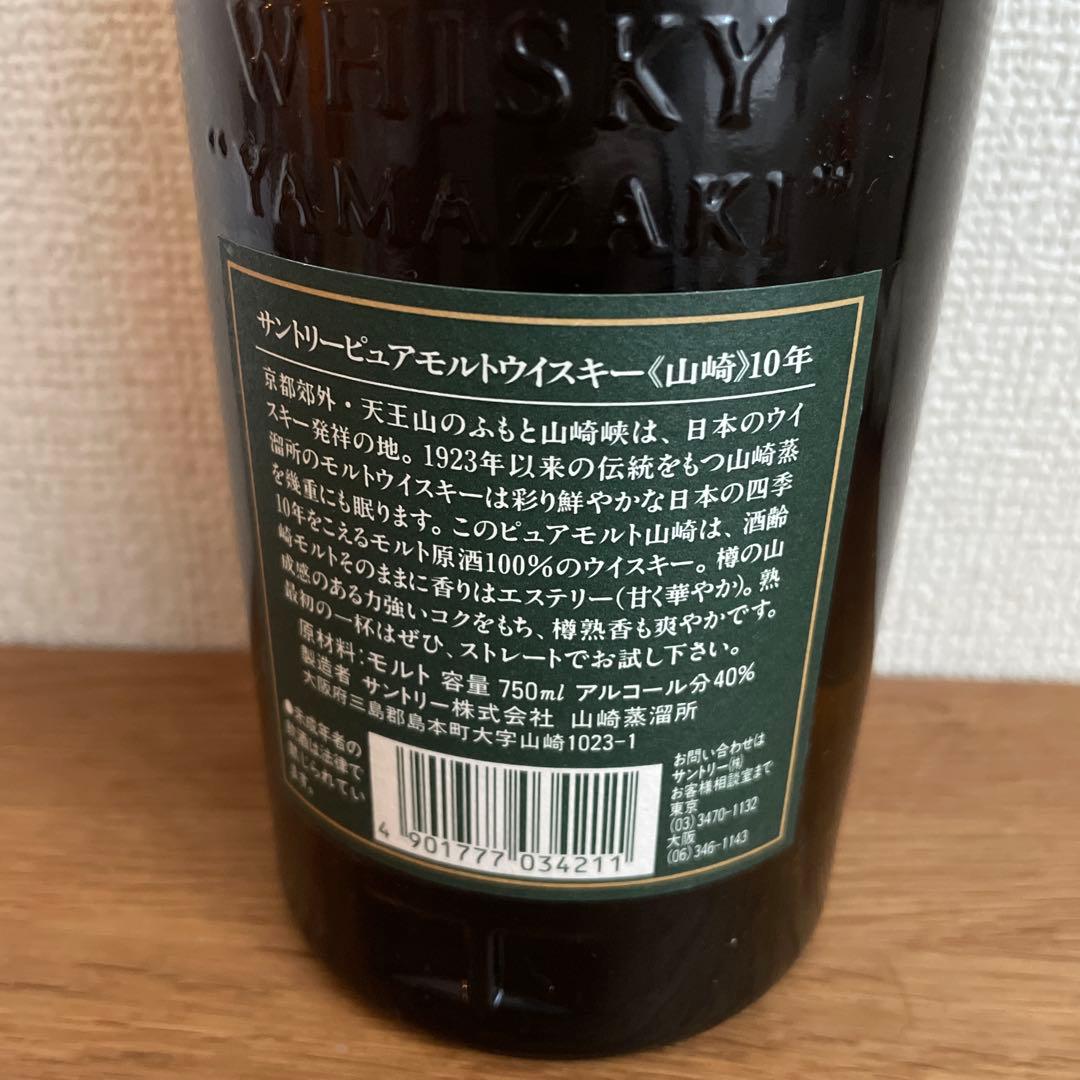 WHISKY
"YAMAZAKI"
サントリーピュアモルトウイスキー《山崎》10年
京都郊外・天王山のふもと山崎峡は、日本のウイ
スキー発祥の地。1923年以来の伝統をもつ山崎蒸
溜所のモルトウイスキーは彩り鮮やかな日本の四季
を幾重にも眠ります。このピュアモルト山崎は、酒齢
10年をこえるモルト原酒100%のウイスキー。樽の山
崎モルトそのままに香りはエステリー(甘く華やか)。熟
成感のある力強いコクをもち、樽熟香も爽やかです。
最初の一杯はぜひ、ストレートでお試し下さい。
原材料:モルト 容量 750ml アルコール分40%
製造者 サントリー株式会社 山崎蒸溜所
大阪府三島郡島本町大字山崎1023-1
●未成年者の
飲酒は法律で
禁じられてい
ます。
4 901777 034211
お問い合わせは
サントリー㈱
お客様相談室まで
東京
(03)3470-1132
大阪
(06)346-1143